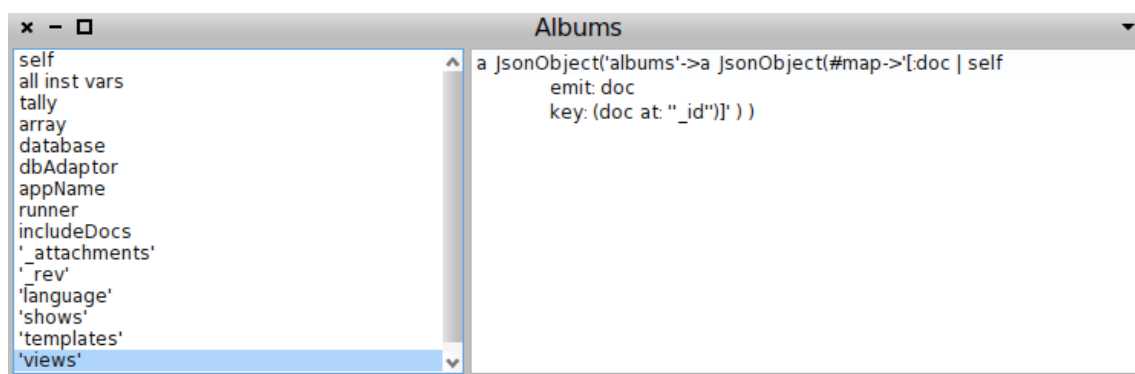 Albums
self
all inst vars
tally
array
database
dbAdaptor
appName
runner
includeDocs
'_attachments'
'_rev'
'language'
'shows'
'templates'
'views'
a JsonObject('albums'->a JsonObject(#map->'[:doc | self
emit: doc
key: (doc at: ''_id'')]' ) )